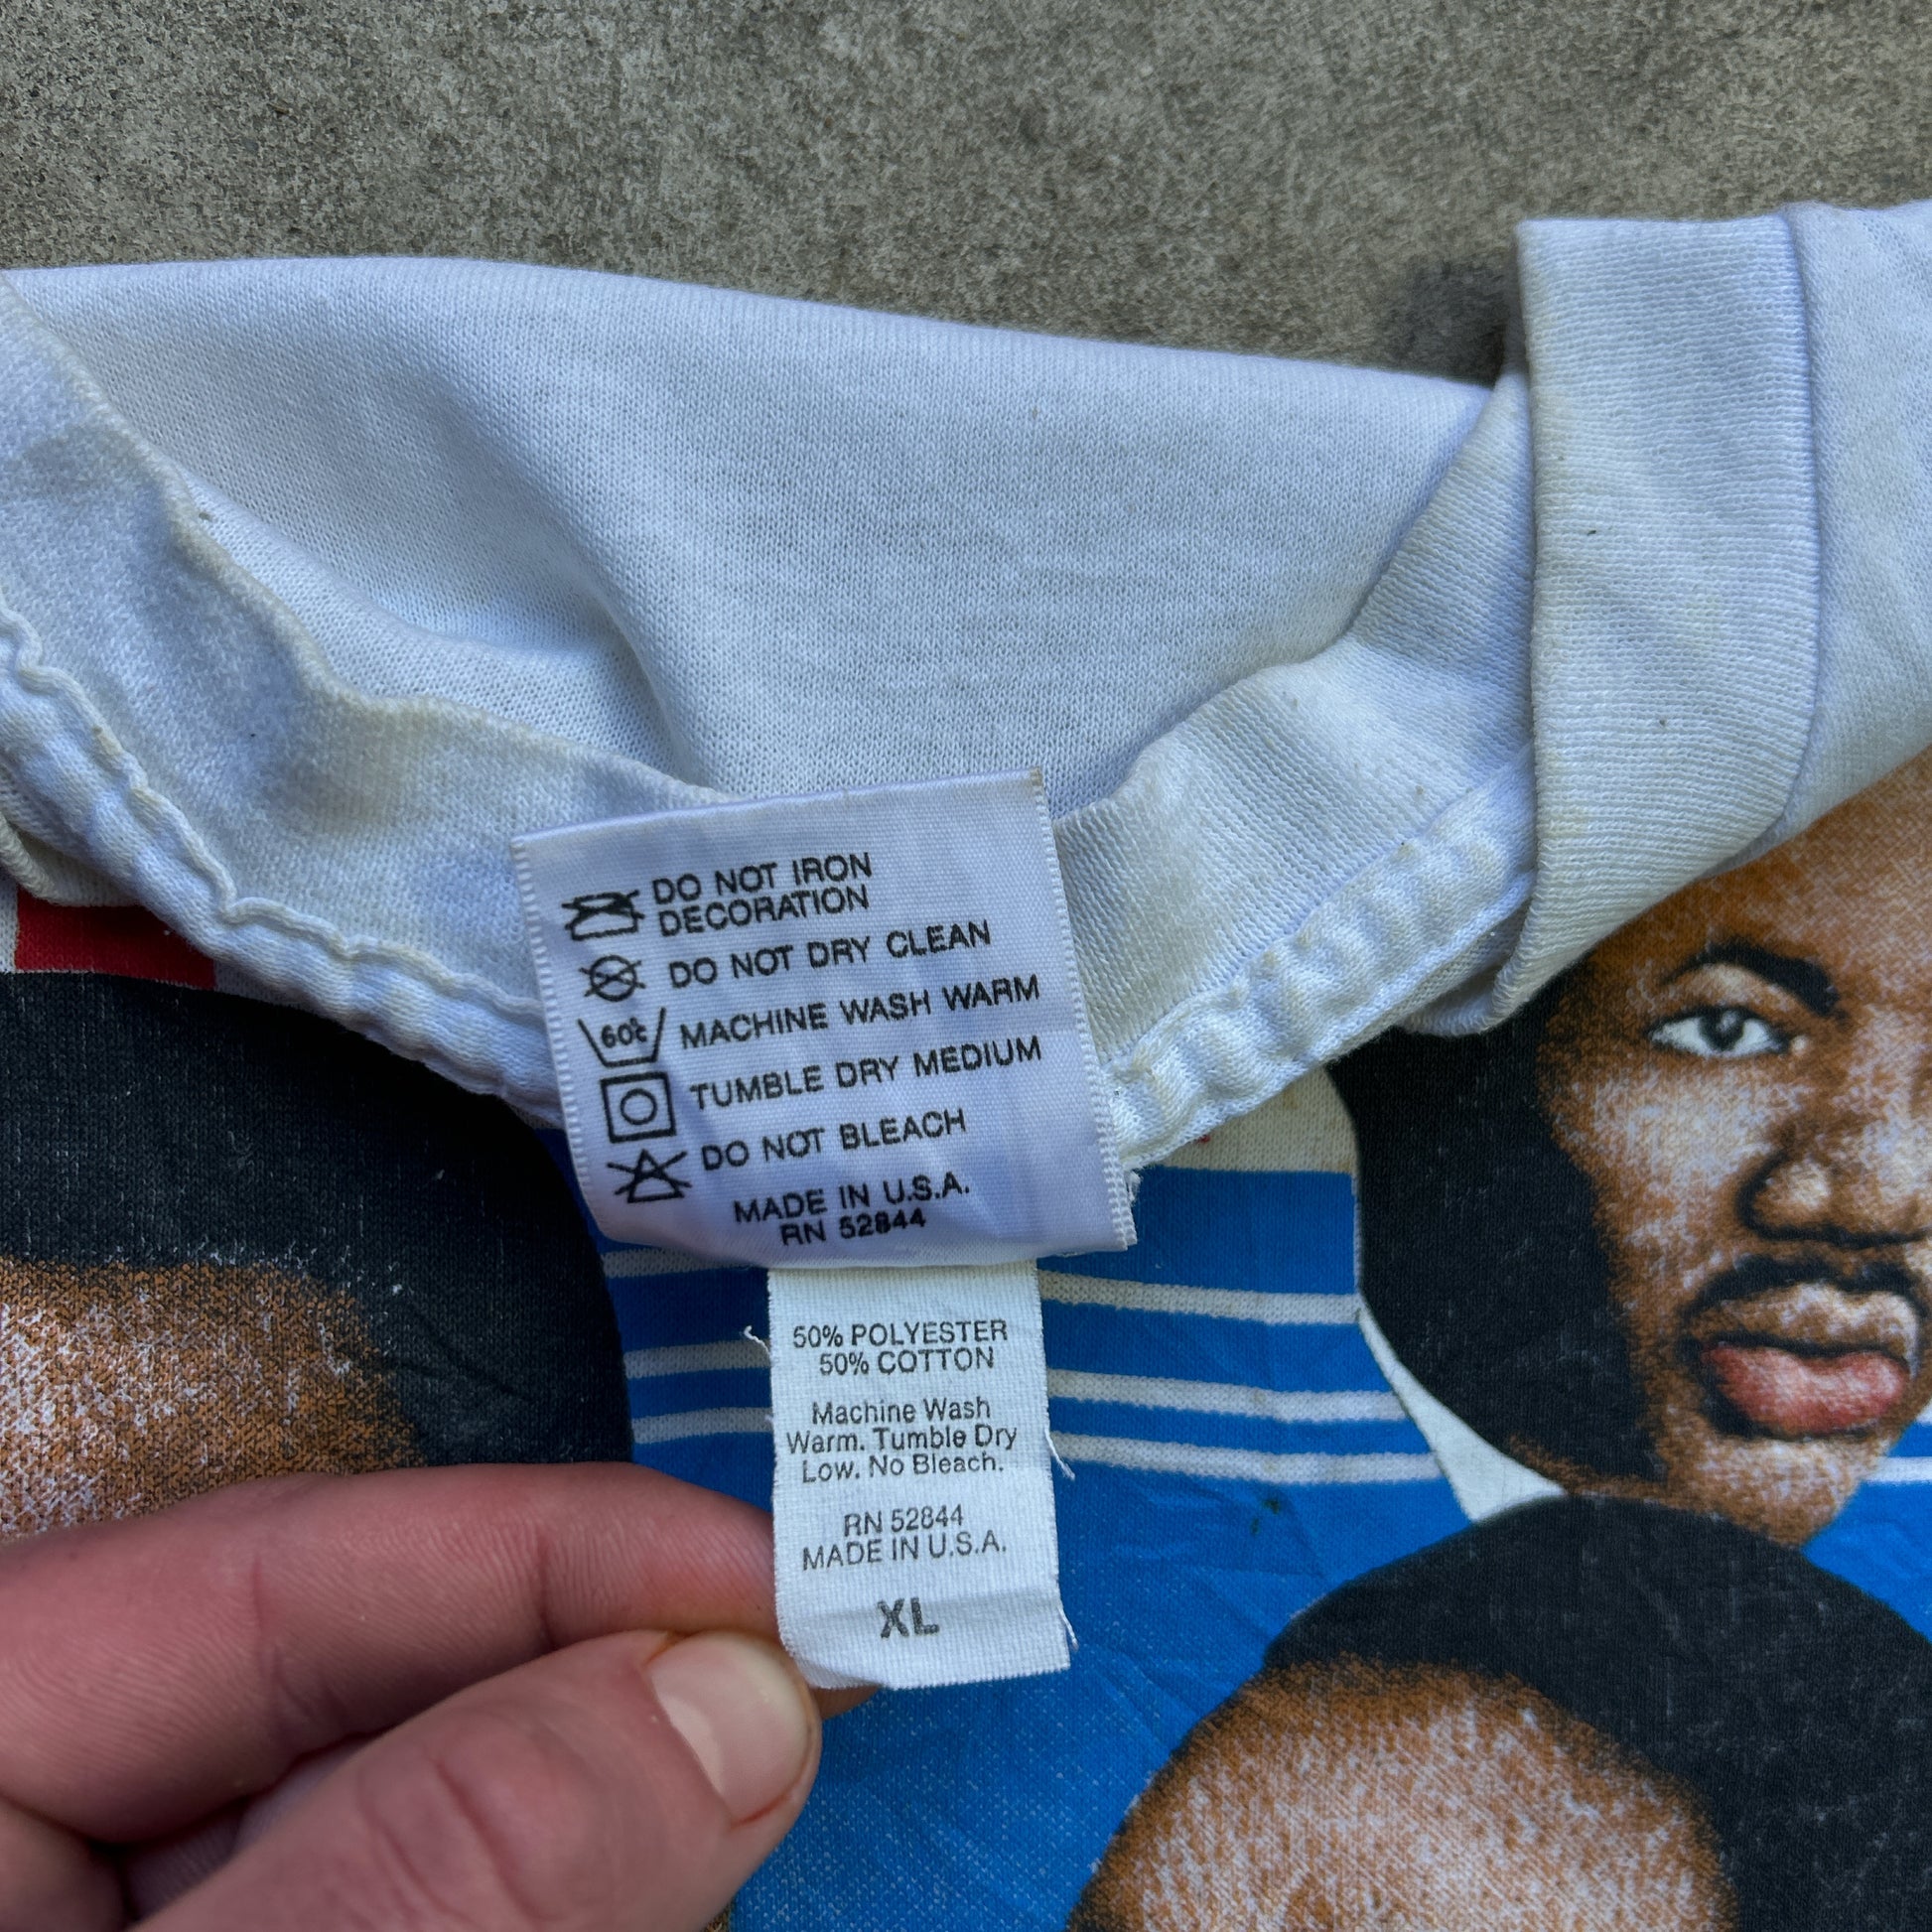 DO NOT IRON
DECORATION
DO NOT DRY CLEAN
60°C MACHINE WASH WARM
TUMBLE DRY MEDIUM
DO NOT BLEACH
MADE IN U.S.A.
RN 52844
50% POLYESTER
50% COTTON
Machine Wash
Warm. Tumble Dry
Low. No Bleach.
RN 52844
MADE IN U.S.A.
XL